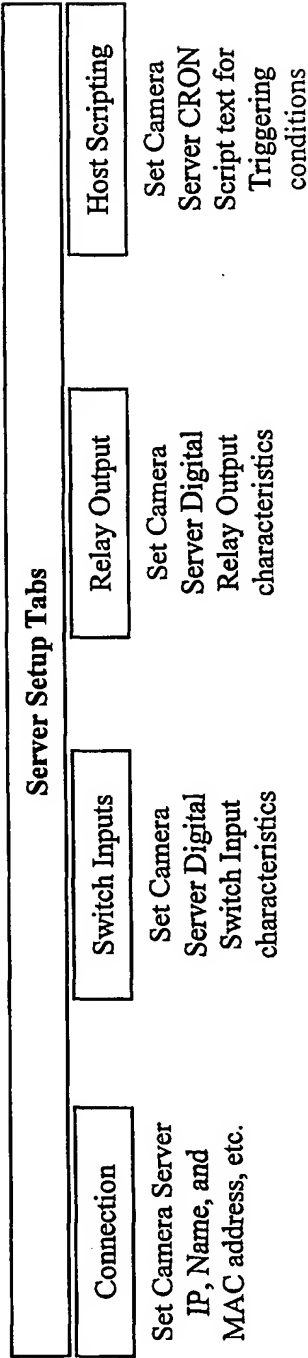 Server Setup Tabs
Connection
Set Camera Server
IP, Name, and
MAC address, etc.
Switch Inputs
Set Camera
Server Digital
Switch Input
characteristics
Relay Output
Set Camera
Server Digital
Relay Output
characteristics
Host Scripting
Set Camera
Server CRON
Script text for
Triggering
conditions